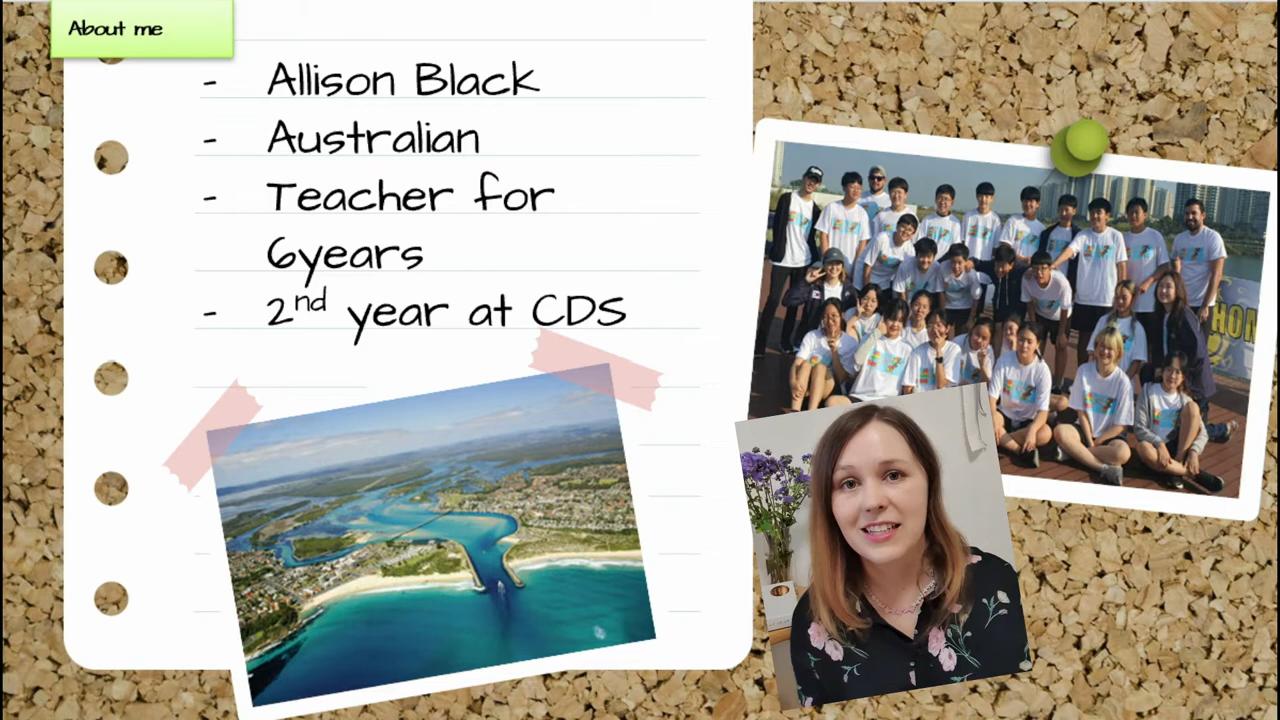 About me
- Allison Black
- Australian
- Teacher for
6years
- 2nd year at CDS